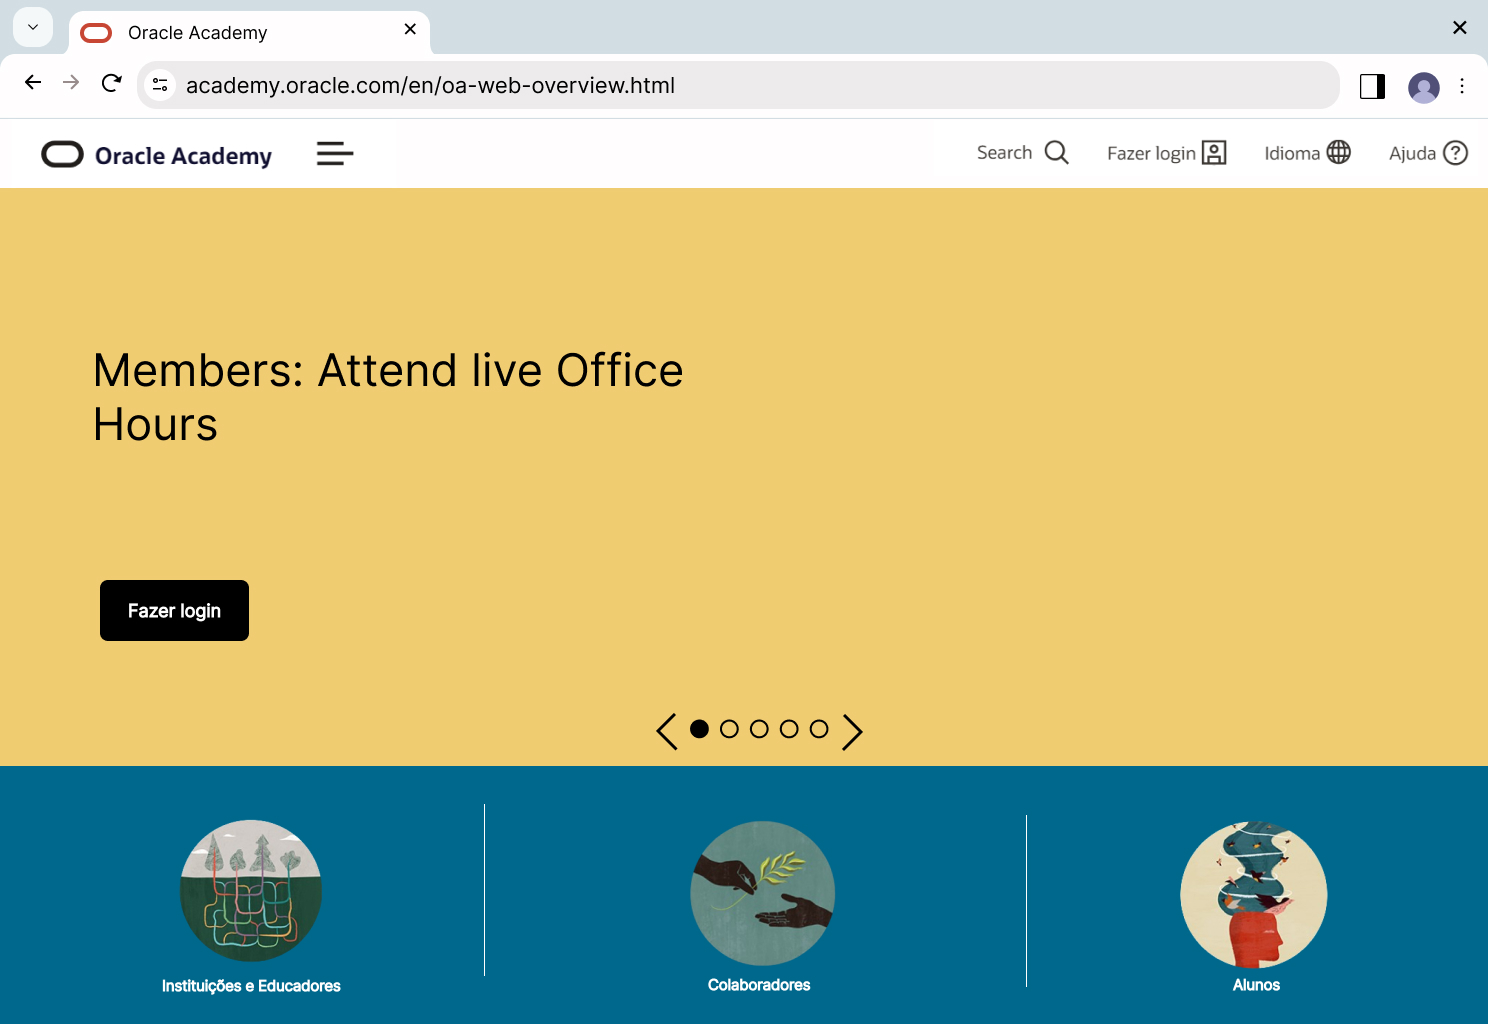 Oracle Academy
academy.oracle.com/en/oa-web-overview.html
Oracle Academy
Search
Fazer login
Idioma
Ajuda
Members: Attend live Office
Hours
Fazer login
Instituições e Educadores
Colaboradores
Alunos